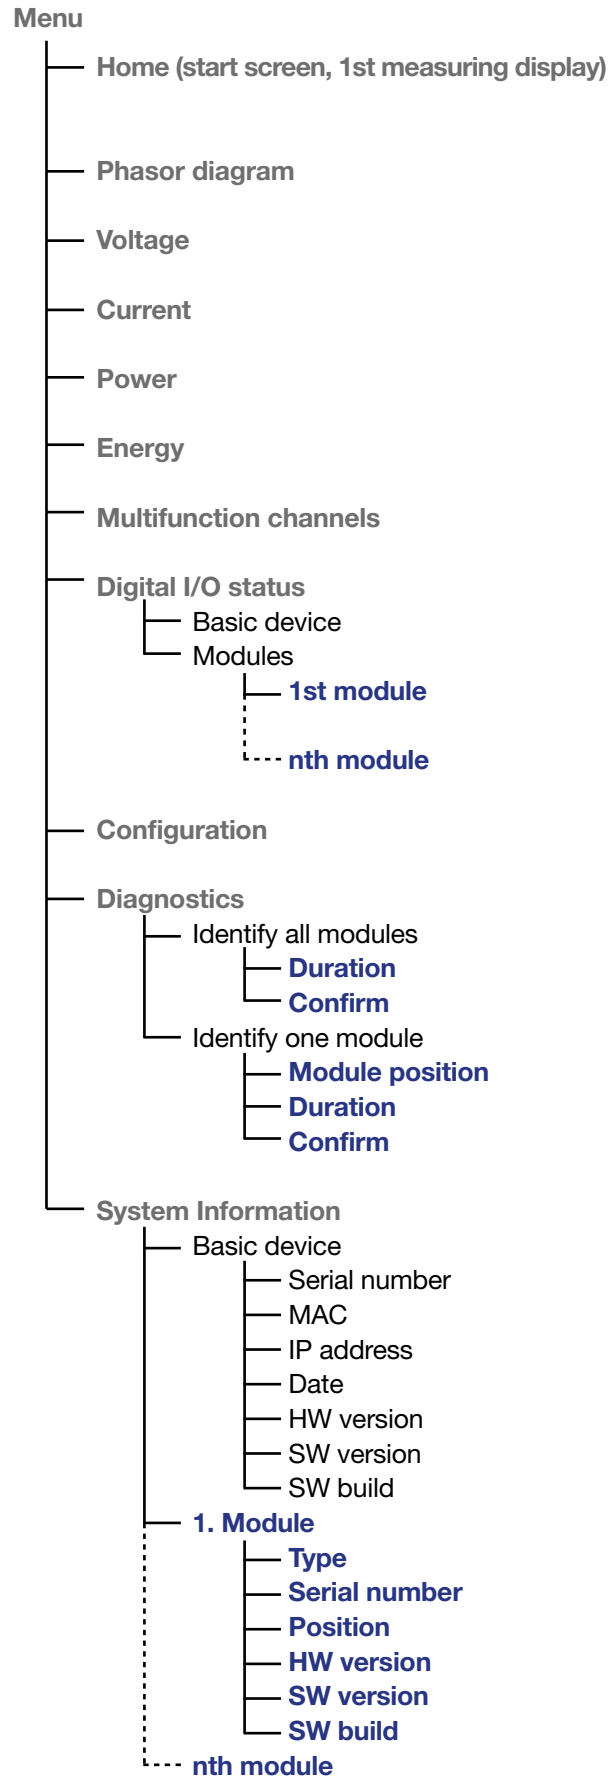 Menu
Home (start screen, 1st measuring display)
Phasor diagram
Voltage
Current
Power
Energy
Multifunction channels
Digital I/O status
Basic device
Modules
1st module
nth module
Configuration
Diagnostics
Identify all modules
Duration
Confirm
Identify one module
Module position
Duration
Confirm
System Information
Basic device
Serial number
MAC
IP address
Date
HW version
SW version
SW build
1. Module
Type
Serial number
Position
HW version
SW version
SW build
nth module